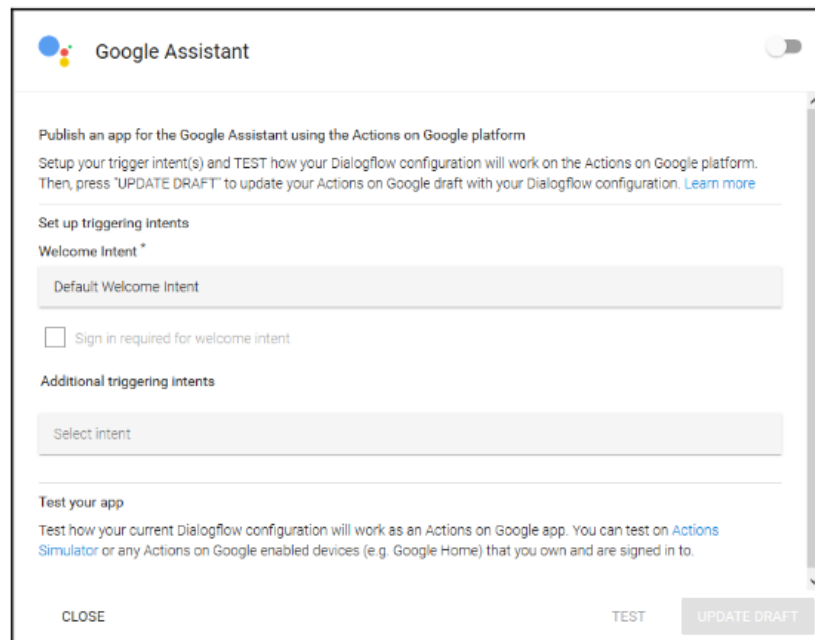 Google Assistant
Publish an app for the Google Assistant using the Actions on Google platform
Setup your trigger intent(s) and TEST how your Dialogflow configuration will work on the Actions on Google platform.
Then, press "UPDATE DRAFT" to update your Actions on Google draft with your Dialogflow configuration. Learn more
Set up triggering intents
Welcome Intent *
Default Welcome Intent
Sign in required for welcome intent
Additional triggering intents
Select intent
Test your app
Test how your current Dialogflow configuration will work as an Actions on Google app. You can test on Actions
Simulator or any Actions on Google enabled devices (e.g. Google Home) that you own and are signed in to.
CLOSE TEST UPDATE DRAFT